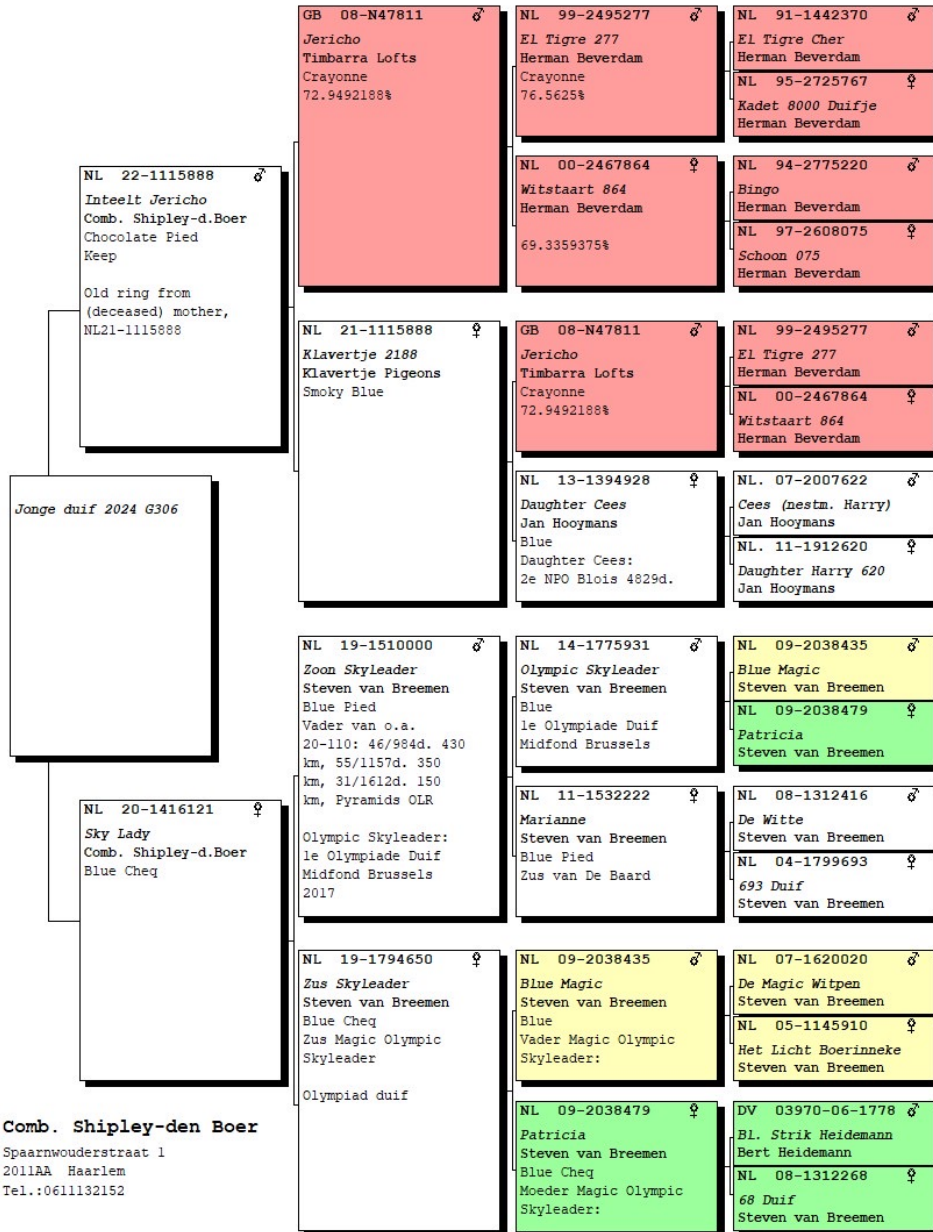 GB 08-N47811 ♂
Jericho
Timbarra Lofts
Crayonne
72.9492188%
NL 99-2495277 ♂
El Tigre 277
Herman Beverdam
Crayonne
76.5625%
NL 91-1442370 ♂
El Tigre Cher
Herman Beverdam
NL 95-2725767 ♀
Kadet 8000 Duifje
Herman Beverdam
NL 22-1115888 ♂
Inteelt Jericho
Comb. Shipley-d.Boer
Chocolate Pied
Keep
Old ring from
(deceased) mother,
NL21-1115888
NL 00-2467864 ♀
Witstaart 864
Herman Beverdam
69.3359375%
NL 94-2775220 ♂
Bingo
Herman Beverdam
NL 97-2608075 ♀
Schoon 075
Herman Beverdam
NL 21-1115888 ♀
Klavertje 2188
Klavertje Pigeons
Smoky Blue
GB 08-N47811 ♂
Jericho
Timbarra Lofts
Crayonne
72.9492188%
NL 99-2495277 ♂
El Tigre 277
Herman Beverdam
NL 00-2467864 ♀
Witstaart 864
Herman Beverdam
NL 13-1394928 ♀
Daughter Cees
Jan Hooymans
Blue
Daughter Cees:
2e NPO Blois 4829d.
NL. 07-2007622 ♂
Cees (nestm. Harry)
Jan Hooymans
NL. 11-1912620 ♀
Daughter Harry 620
Jan Hooymans
Jonge duif 2024 G306
NL 19-1510000 ♂
Zoon Skyleader
Steven van Breemen
Blue Pied
Vader van o.a.
20-110: 46/984d. 430
km, 55/1157d. 350
km, 31/1612d. 150
km, Pyramids OLR
Olympic Skyleader:
1e Olympiade Duif
Midfond Brussels
2017
NL 14-1775931 ♂
Olympic Skyleader
Steven van Breemen
Blue
1e Olympiade Duif
Midfond Brussels
NL 09-2038435 ♂
Blue Magic
Steven van Breemen
NL 09-2038479 ♀
Patricia
Steven van Breemen
NL 11-1532222 ♀
Marianne
Steven van Breemen
Blue Pied
Zus van De Baard
NL 08-1312416 ♂
De Witte
Steven van Breemen
NL 04-1799693 ♀
693 Duif
Steven van Breemen
NL 20-1416121 ♀
Sky Lady
Comb. Shipley-d.Boer
Blue Cheq
NL 19-1794650 ♀
Zus Skyleader
Steven van Breemen
Blue Cheq
Zus Magic Olympic
Skyleader
Olympiad duif
NL 09-2038435 ♂
Blue Magic
Steven van Breemen
Blue
Vader Magic Olympic
Skyleader:
NL 07-1620020 ♂
De Magic Witpen
Steven van Breemen
NL 05-1145910 ♀
Het Licht Boerinneke
Steven van Breemen
NL 09-2038479 ♀
Patricia
Steven van Breemen
Blue Cheq
Moeder Magic Olympic
Skyleader:
DV 03970-06-1778 ♂
Bl. Strik Heidemann
Bert Heidemann
NL 08-1312268 ♀
68 Duif
Steven van Breemen
Comb. Shipley-den Boer
Spaarnwouderstraat 1
2011AA Haarlem
Tel.:0611132152